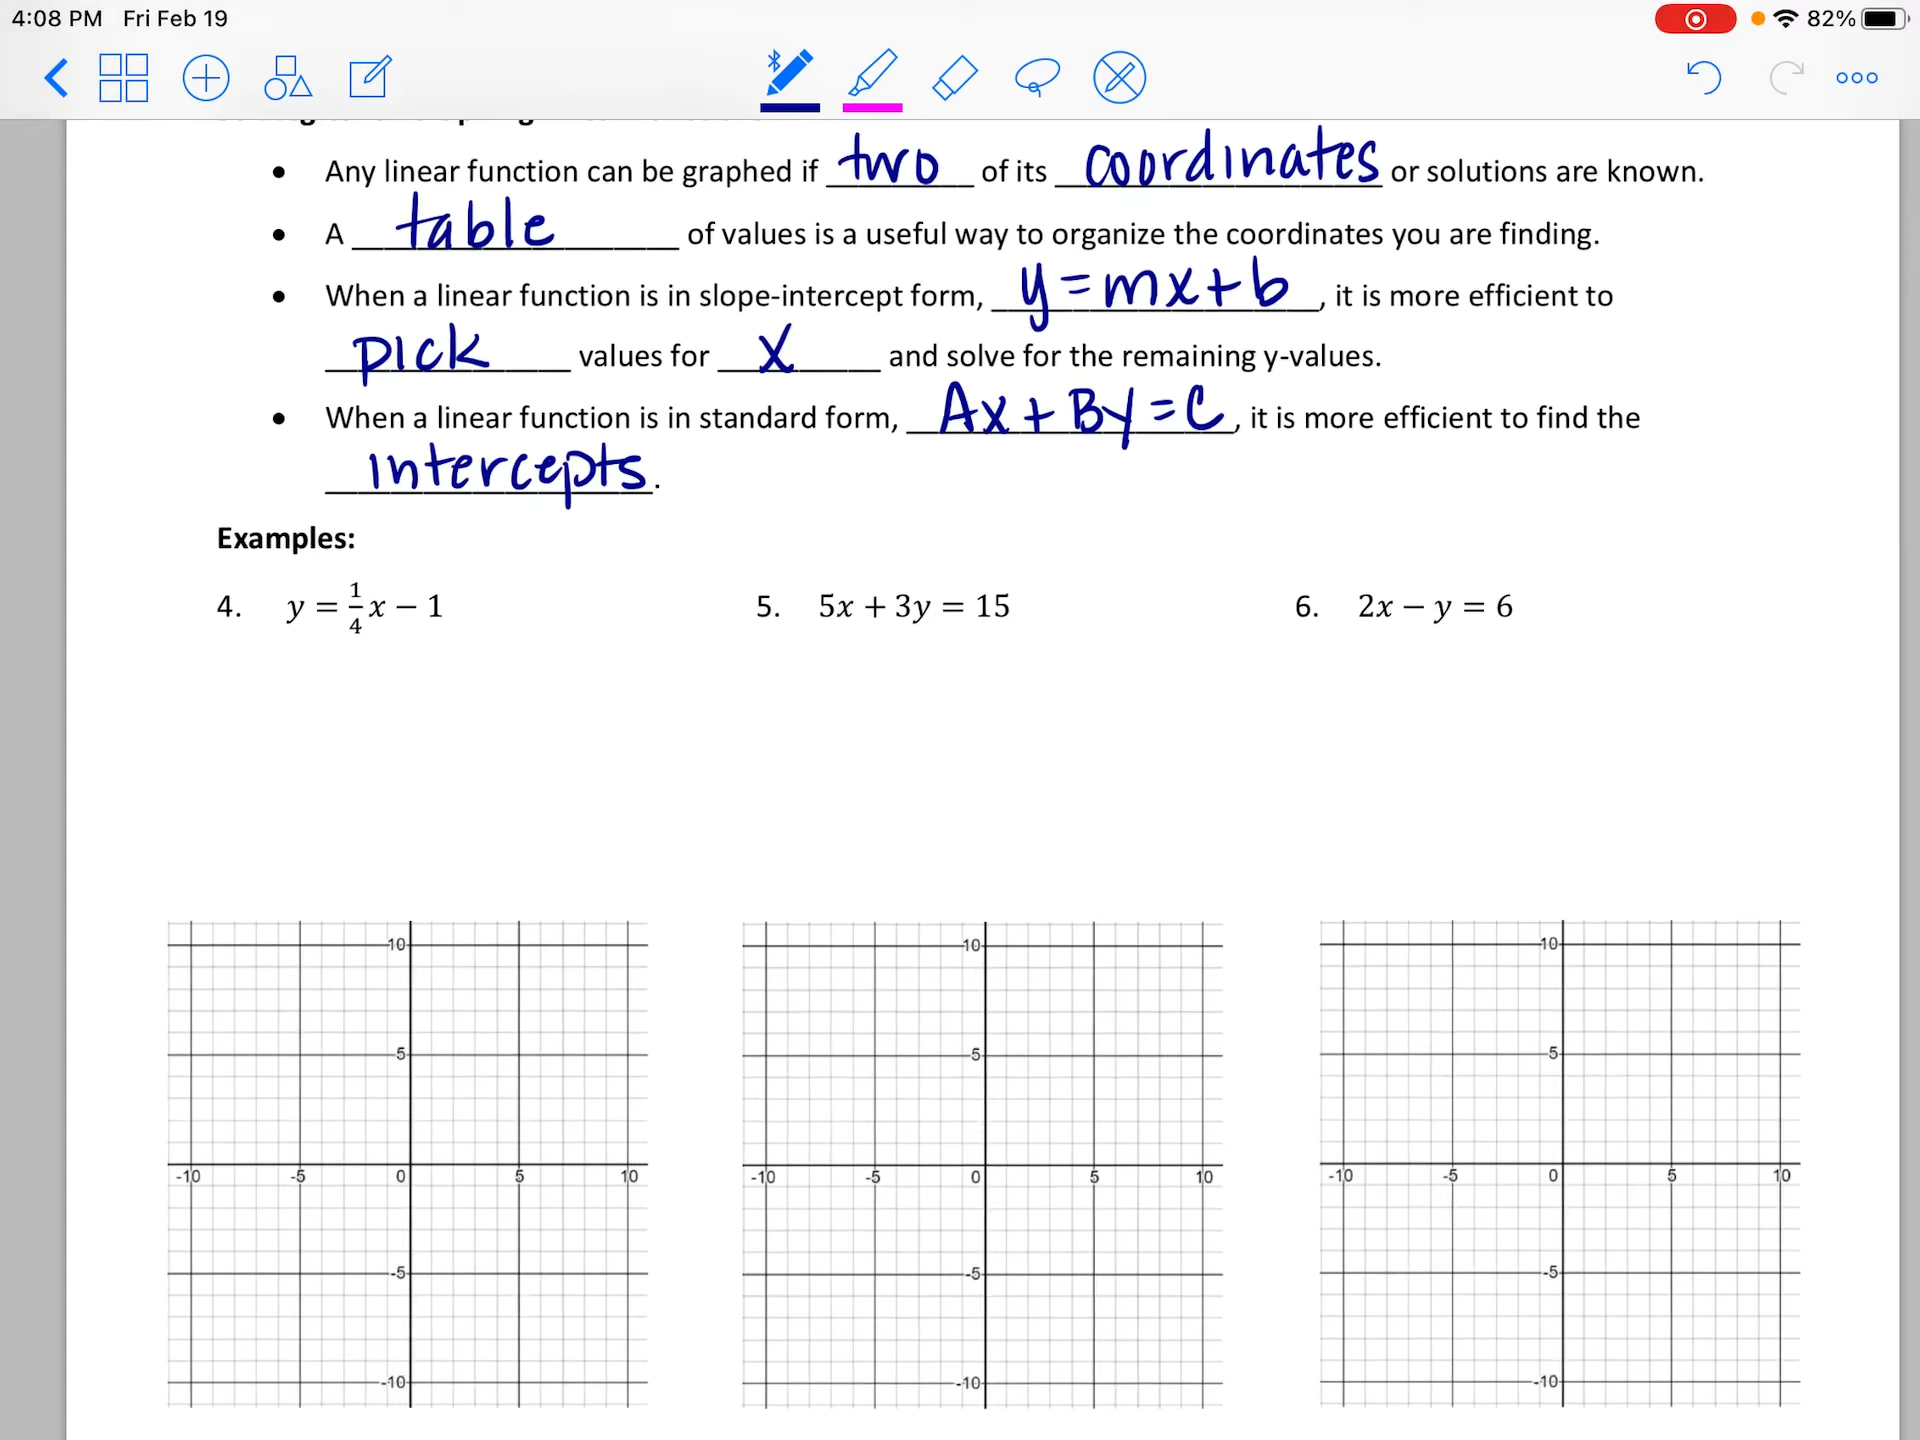 4:08 PM Fri Feb 19 82%
• Any linear function can be graphed if two of its coordinates or solutions are known.
• A table of values is a useful way to organize the coordinates you are finding.
• When a linear function is in slope-intercept form, y=mx+b, it is more efficient to
pick values for x and solve for the remaining y-values.
• When a linear function is in standard form, Ax+By=C, it is more efficient to find the
intercepts.
Examples:
4. y = 1/4 x − 1 5. 5x + 3y = 15 6. 2x − y = 6
10 10 10
5 5 5
-10 -5 0 5 10 -10 -5 0 5 10 -10 -5 0 5 10
-5 -5 -5
-10 -10 -10